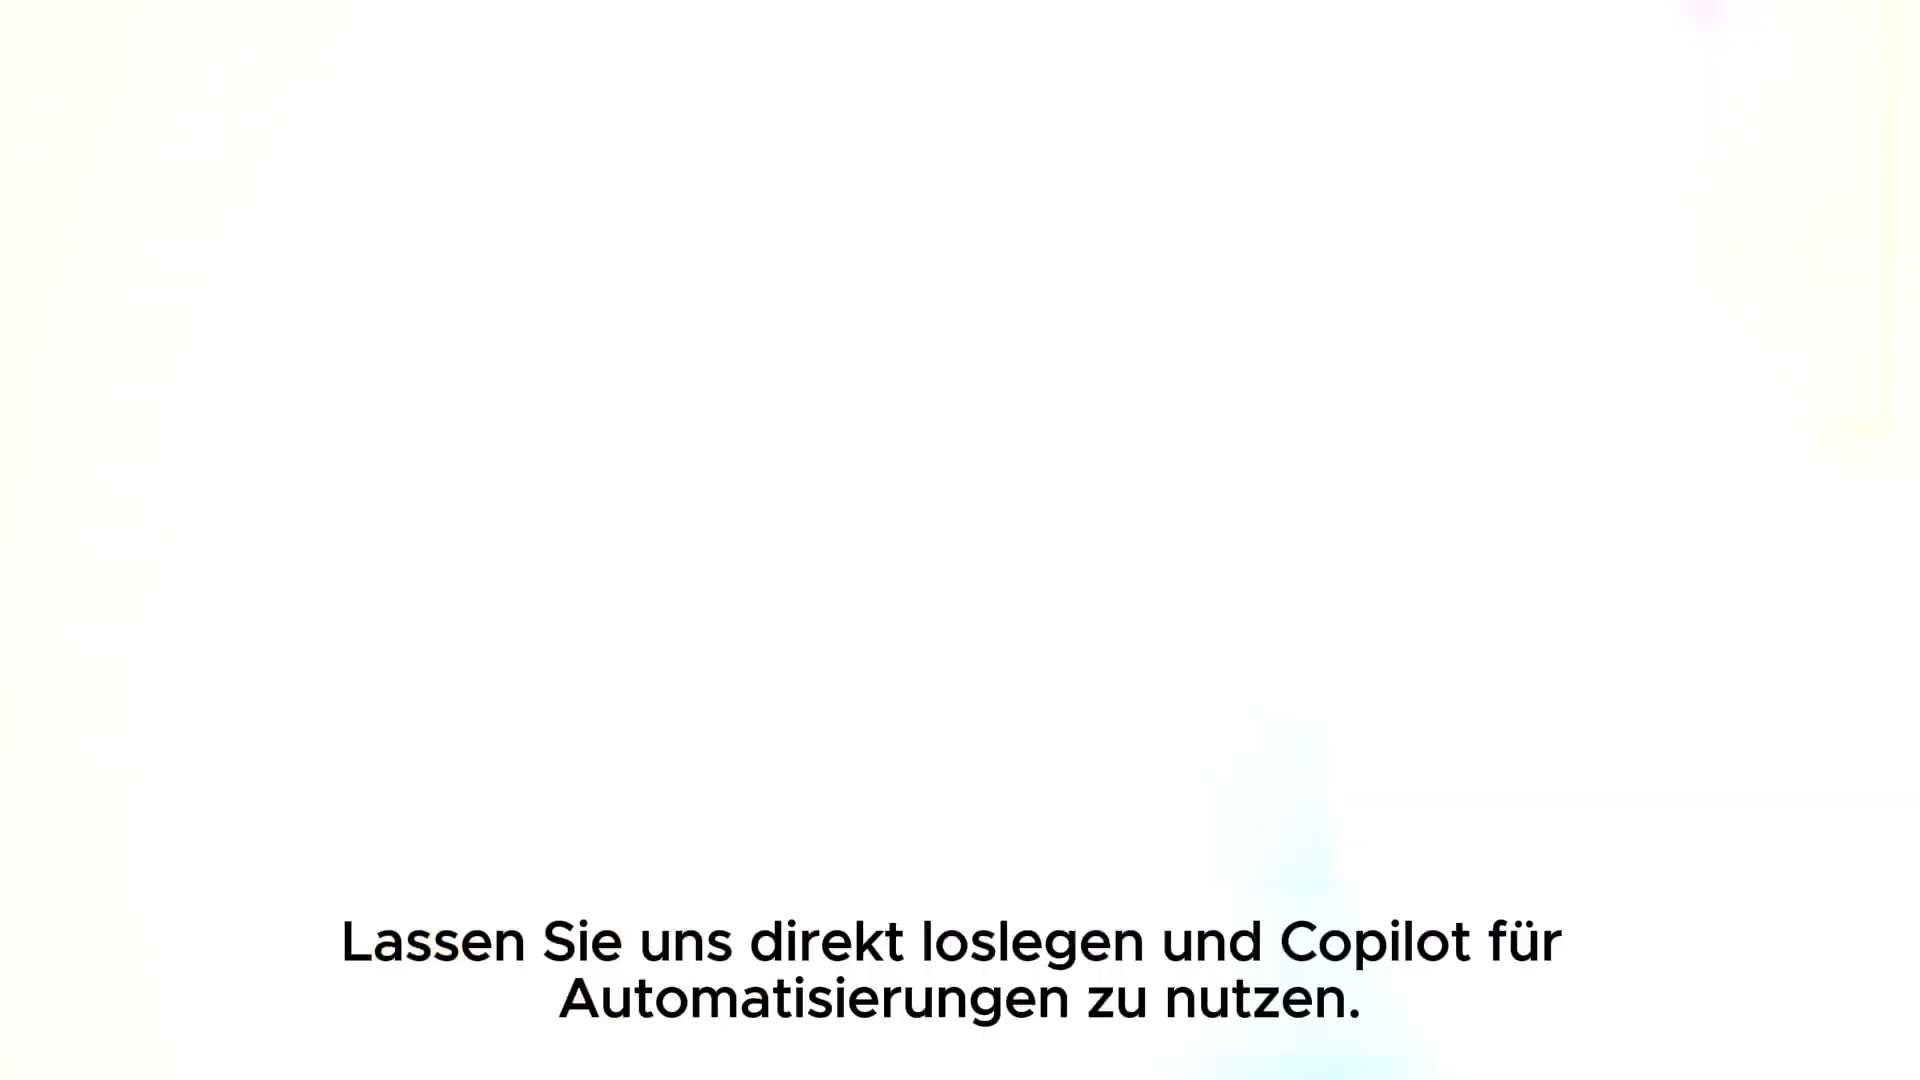 Lassen Sie uns direkt loslegen und Copilot für
Automatisierungen zu nutzen.